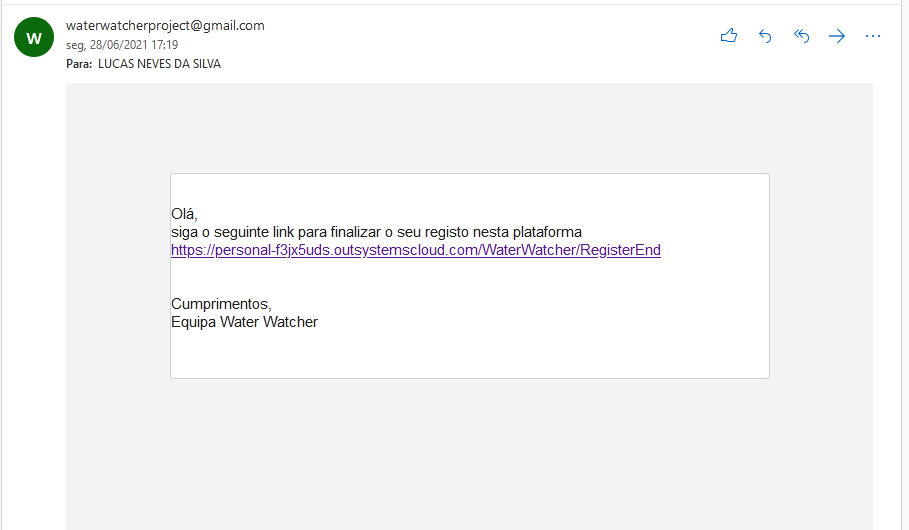 W
waterwatcherproject@gmail.com
seg, 28/06/2021 17:19
Para: LUCAS NEVES DA SILVA
Olá,
siga o seguinte link para finalizar o seu registo nesta plataforma
https://personal-f3jx5uds.outsystemscloud.com/WaterWatcher/RegisterEnd
Cumprimentos,
Equipa Water Watcher